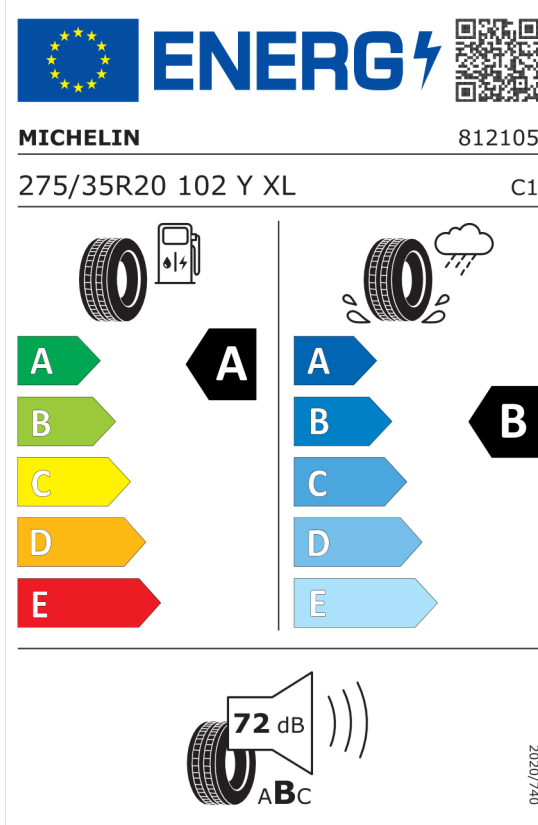 ENERG
MICHELIN 812105
275/35R20 102 Y XL C1
A A A
B B B
C C
D D
E E
72 dB
ABC
2020/740